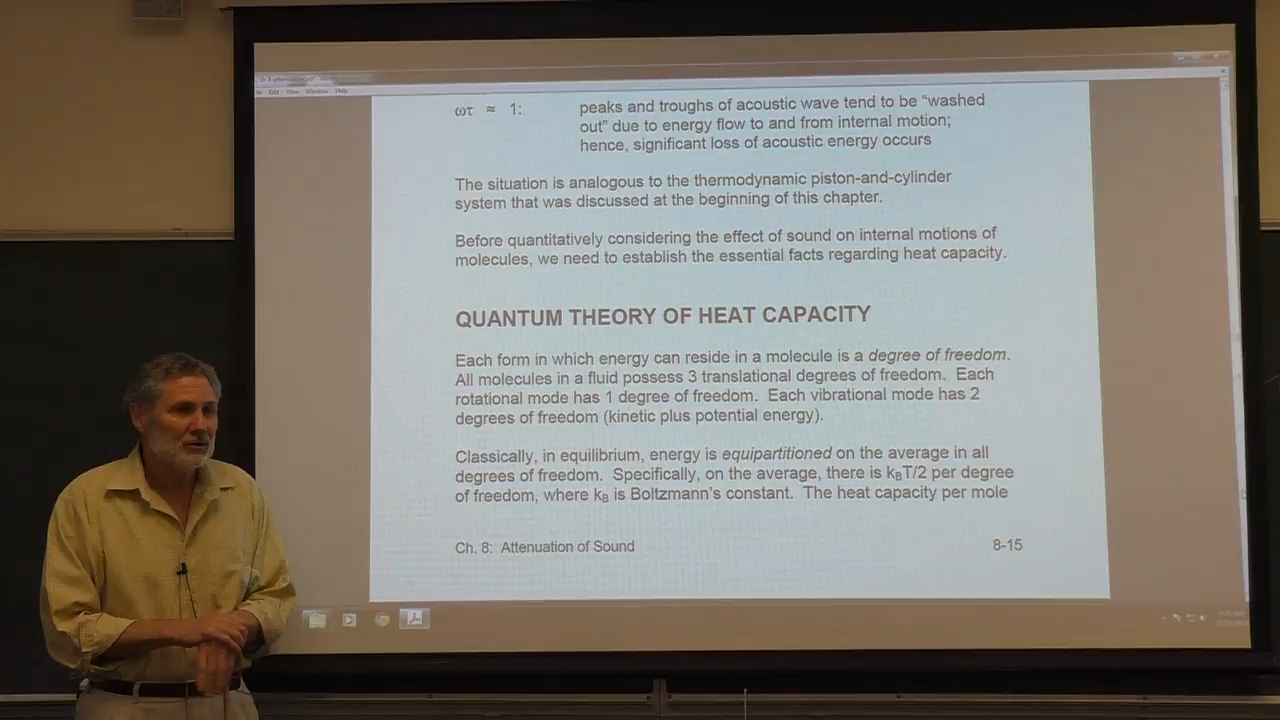 Edit View Window Help
ωτ ≈ 1: peaks and troughs of acoustic wave tend to be “washed
out” due to energy flow to and from internal motion;
hence, significant loss of acoustic energy occurs
The situation is analogous to the thermodynamic piston-and-cylinder
system that was discussed at the beginning of this chapter.
Before quantitatively considering the effect of sound on internal motions of
molecules, we need to establish the essential facts regarding heat capacity.
QUANTUM THEORY OF HEAT CAPACITY
Each form in which energy can reside in a molecule is a degree of freedom.
All molecules in a fluid possess 3 translational degrees of freedom. Each
rotational mode has 1 degree of freedom. Each vibrational mode has 2
degrees of freedom (kinetic plus potential energy).
Classically, in equilibrium, energy is equipartitioned on the average in all
degrees of freedom. Specifically, on the average, there is k_BT/2 per degree
of freedom, where k_B is Boltzmann's constant. The heat capacity per mole
Ch. 8: Attenuation of Sound 8-15